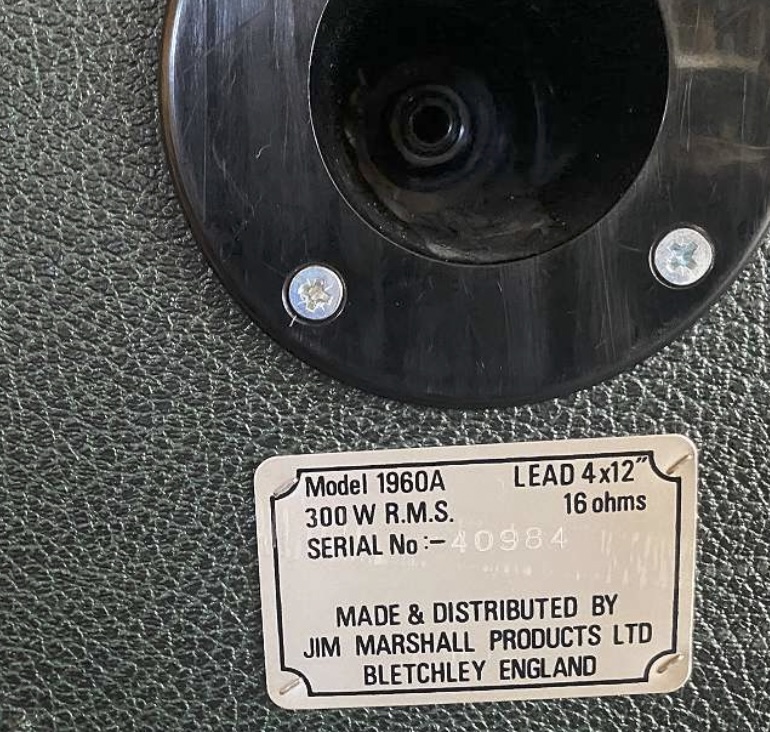 Model 1960A LEAD 4x12"
300 W R.M.S. 16 ohms
SERIAL No :- 40984
MADE & DISTRIBUTED BY
JIM MARSHALL PRODUCTS LTD
BLETCHLEY ENGLAND